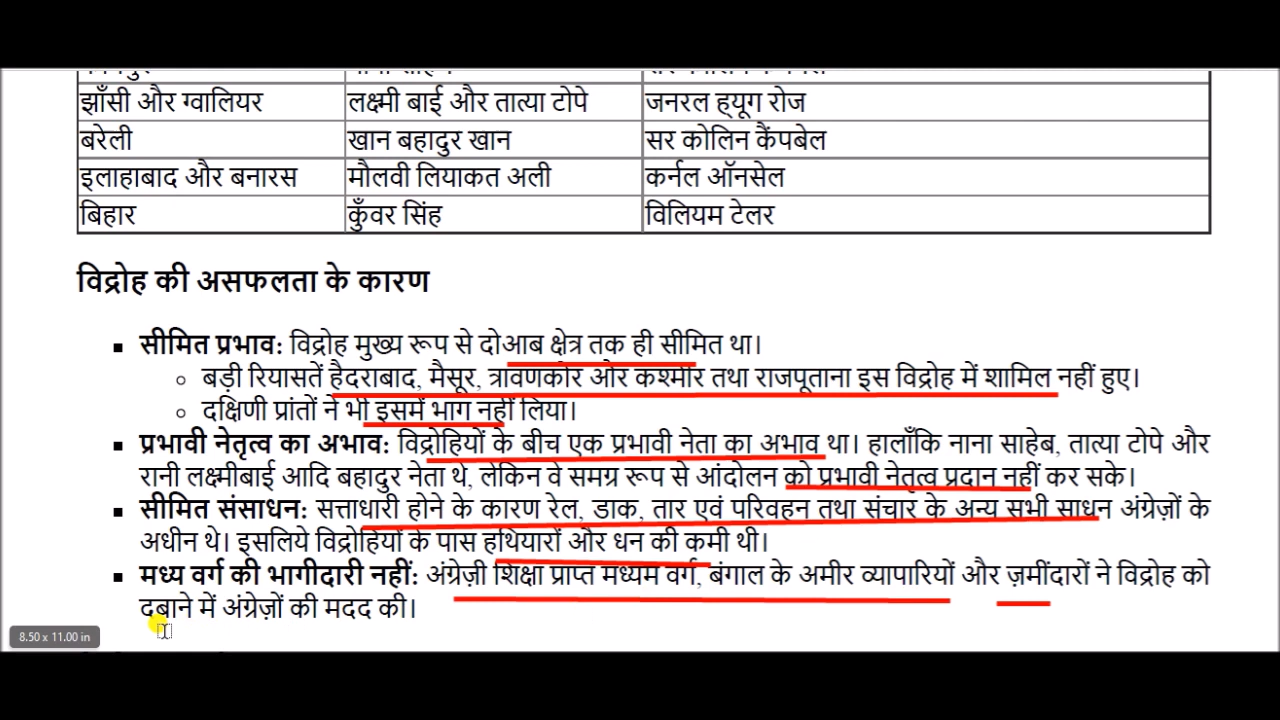 झाँसी और ग्वालियर लक्ष्मी बाई और तात्या टोपे जनरल ह्यूग रोज
बरेली खान बहादुर खान सर कोलिन कैंपबेल
इलाहाबाद और बनारस मौलवी लियाकत अली कर्नल ऑनसेल
बिहार कुँवर सिंह विलियम टेलर
विद्रोह की असफलता के कारण
▪ सीमित प्रभाव: विद्रोह मुख्य रूप से दोआब क्षेत्र तक ही सीमित था।
○ बड़ी रियासतें हैदराबाद, मैसूर, त्रावणकोर और कश्मीर तथा राजपूताना इस विद्रोह में शामिल नहीं हुए।
○ दक्षिणी प्रांतों ने भी इसमें भाग नहीं लिया।
▪ प्रभावी नेतृत्व का अभाव: विद्रोहियों के बीच एक प्रभावी नेता का अभाव था। हालाँकि नाना साहेब, तात्या टोपे और
रानी लक्ष्मीबाई आदि बहादुर नेता थे, लेकिन वे समग्र रूप से आंदोलन को प्रभावी नेतृत्व प्रदान नहीं कर सके।
▪ सीमित संसाधन: सत्ताधारी होने के कारण रेल, डाक, तार एवं परिवहन तथा संचार के अन्य सभी साधन अंग्रेज़ों के
अधीन थे। इसलिये विद्रोहियों के पास हथियारों और धन की कमी थी।
▪ मध्य वर्ग की भागीदारी नहीं: अंग्रेज़ी शिक्षा प्राप्त मध्यम वर्ग, बंगाल के अमीर व्यापारियों और ज़मींदारों ने विद्रोह को
दबाने में अंग्रेज़ों की मदद की।
8.50 x 11.00 in